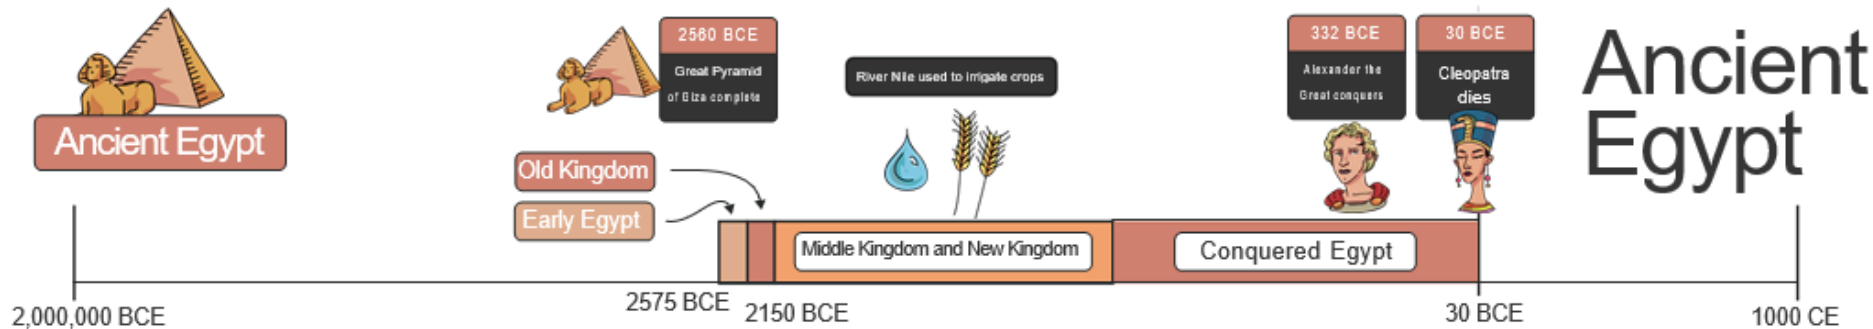 Ancient Egypt
2560 BCE
Great Pyramid
of Giza complete
River Nile used to irrigate crops
332 BCE
Alexander the
Great conquers
30 BCE
Cleopatra
dies
Ancient
Egypt
Old Kingdom
Early Egypt
Middle Kingdom and New Kingdom
Conquered Egypt
2,000,000 BCE
2575 BCE
2150 BCE
30 BCE
1000 CE